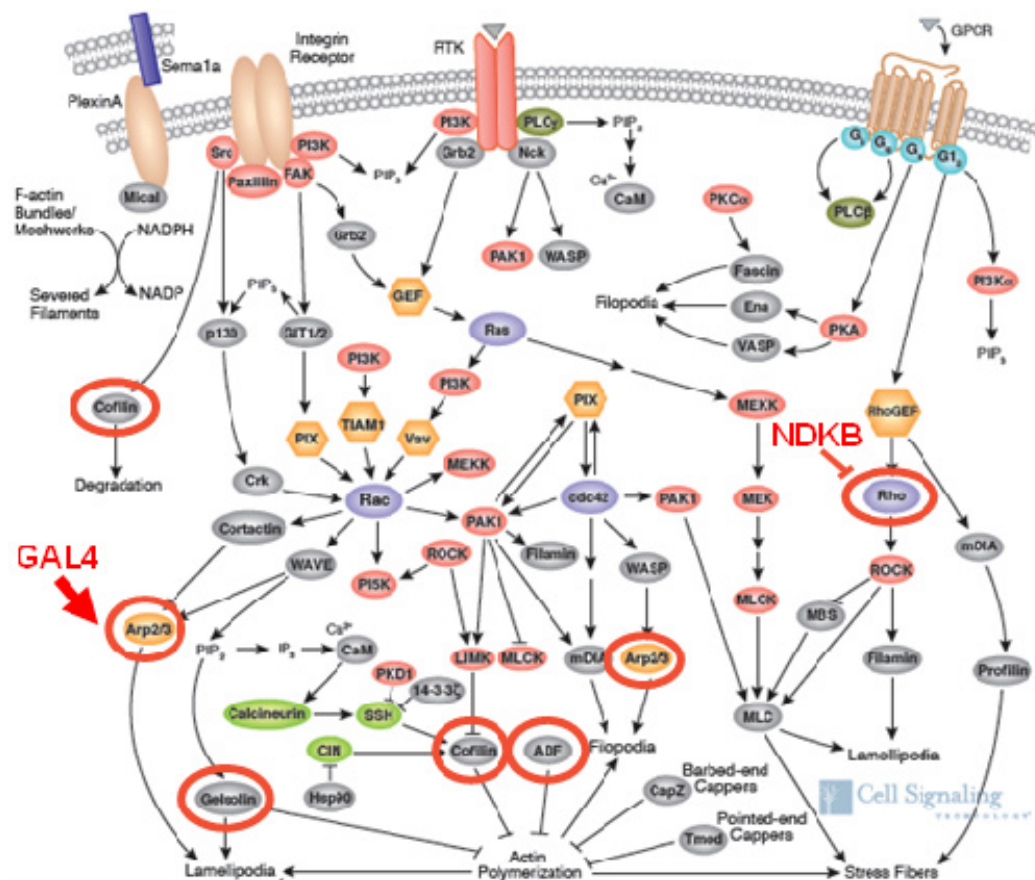 Sema1a
PlexinA
Integrin
Receptor
RTK
GPCR
Src
PI3K
Paxillin
FAK
Mical
F-actin
Bundles/
Meshworks
NADPH
NADP
Severed
Filaments
PI3K
Grb2
PLCγ
Nck
PIP₂
Ca²⁺
CaM
PIP₃
PAK1
WASP
Grb2
GEF
PIP₃
p130
GIT1/2
Ras
PI3K
PI3K
TIAM1
PIX
Vav
PIX
PKCα
Fascin
Filopodia
Ena
VASP
PKA
PLCβ
PI3Kα
PIP₃
MEKK
RhoGEF
NDKB
Rho
Cofilin
Degradation
Crk
Rac
MEKK
PAK1
cdc42
PAK1
MEK
Cortactin
WAVE
PI5K
ROCK
Filamin
WASP
MLCK
ROCK
mDIA
GAL4
Arp2/3
PIP₂
IP₃
Ca²⁺
CaM
LIMK
MLCK
mDIA
Arp2/3
MBS
Filamin
Profilin
PKD1
14-3-3ζ
Calcineurin
SSH
MLC
CIN
Cofilin
ADF
Filopodia
Lamellipodia
Hsp90
Gelsolin
CapZ
Barbed-end
Cappers
Tmod
Pointed-end
Cappers
Cell Signaling
TECHNOLOGY
Lamelipodia
Actin
Polymerization
Stress Fibers